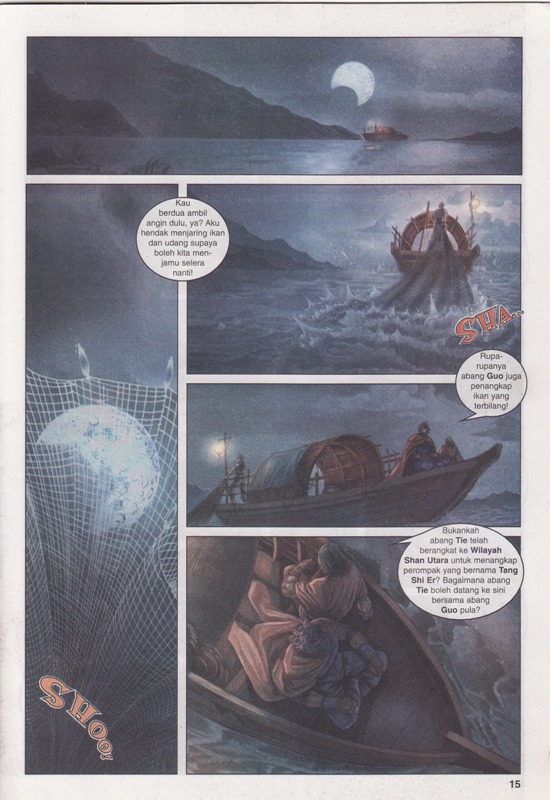 Kau
berdua ambil
angin dulu, ya? Aku
hendak menjaring ikan
dan udang supaya
boleh kita men-
jamu selera
nanti!
SHA...
Rupa-
rupanya
abang Guo juga
penangkap
ikan yang
terbilang!
Bukankah
abang Tie telah
berangkat ke Wilayah
Shan Utara untuk menangkap
perompak yang bernama Tang
Shi Er? Bagaimana abang
Tie boleh datang ke sini
bersama abang
Guo pula?
SHOO!
15